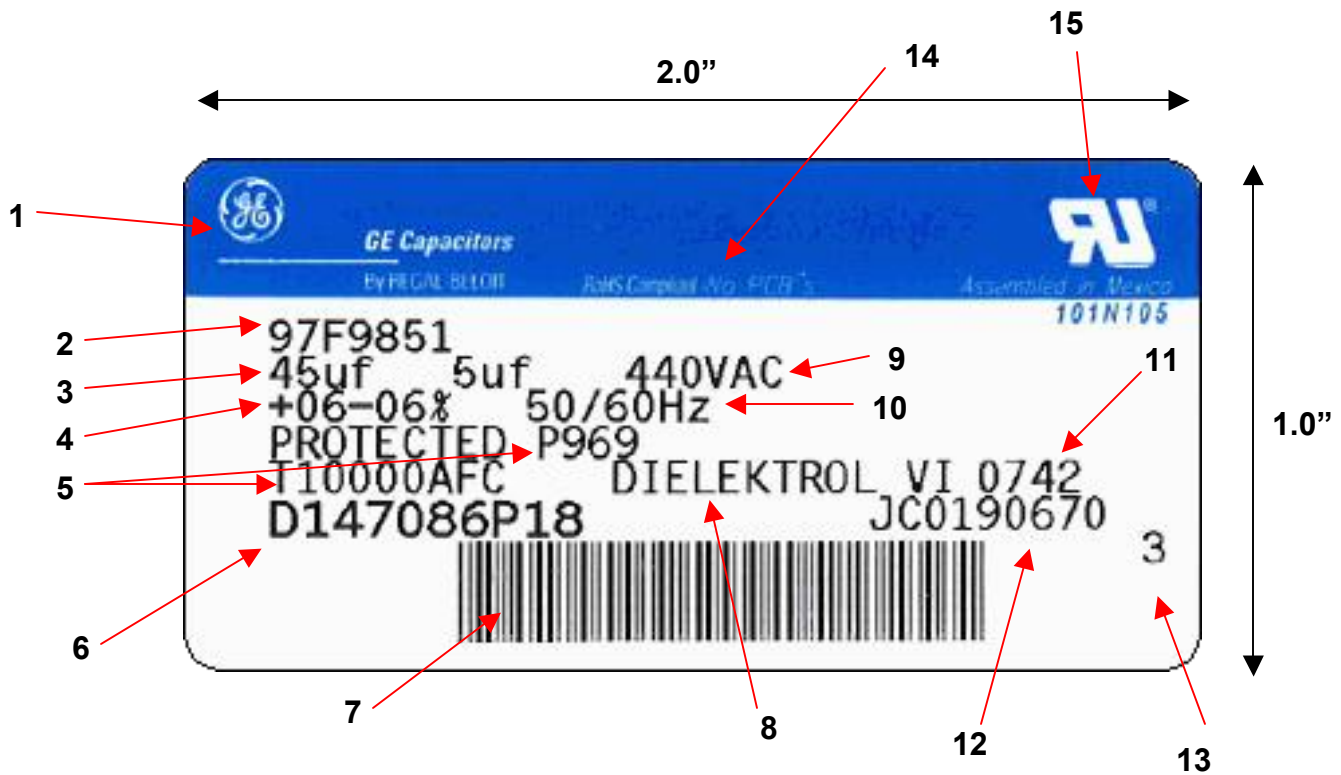 15
14
2.0”
1
GE
RU®
GE Capacitors
By REGAL BELOIT
RoHS Compliant No PCB's
Assembled in Mexico
101N105
2
97F9851
3
45uf 5uf 440VAC
9
11
4
+06-06% 50/60Hz
10
1.0”
PROTECTED P969
5
T10000AFC DIELEKTROL VI 0742
D147086P18 JC0190670
3
6
7
8
12
13